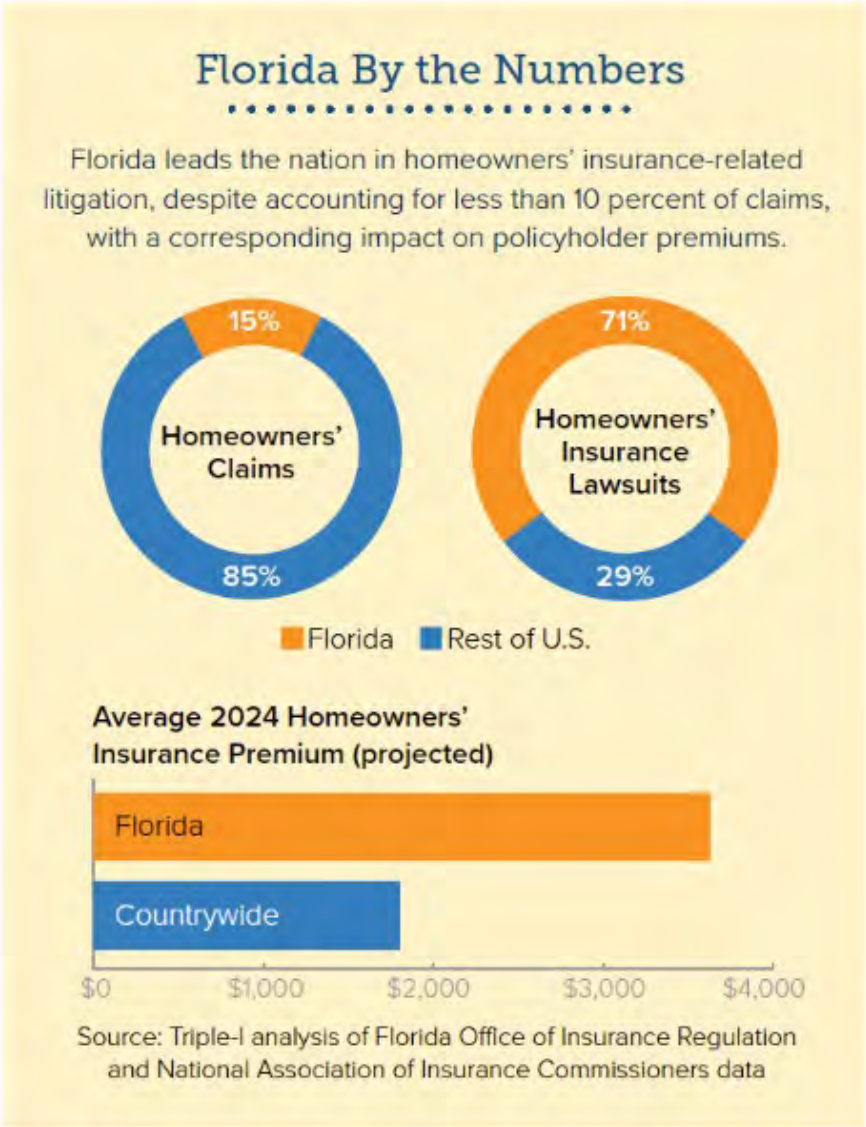 Florida By the Numbers
Florida leads the nation in homeowners' insurance-related
litigation, despite accounting for less than 10 percent of claims,
with a corresponding impact on policyholder premiums.
15%
Homeowners'
Claims
85%
71%
Homeowners'
Insurance
Lawsuits
29%
Florida
Rest of U.S.
Average 2024 Homeowners'
Insurance Premium (projected)
Florida
Countrywide
$0 $1,000 $2,000 $3,000 $4,000
Source: Triple-I analysis of Florida Office of Insurance Regulation
and National Association of Insurance Commissioners data